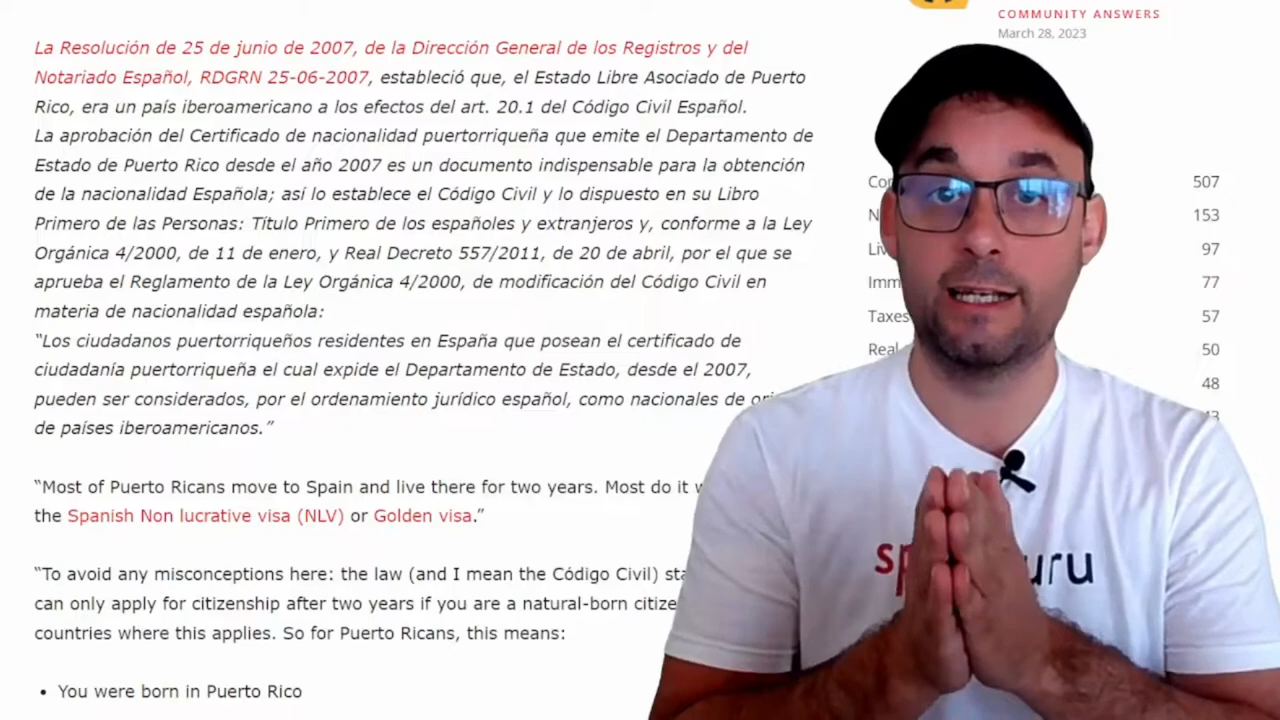 La Resolución de 25 de junio de 2007, de la Dirección General de los Registros y del
Notariado Español, RDGRN 25-06-2007, estableció que, el Estado Libre Asociado de Puerto
Rico, era un país iberoamericano a los efectos del art. 20.1 del Código Civil Español.
La aprobación del Certificado de nacionalidad puertorriqueña que emite el Departamento de
Estado de Puerto Rico desde el año 2007 es un documento indispensable para la obtención
de la nacionalidad Española; así lo establece el Código Civil y lo dispuesto en su Libro
Primero de las Personas: Título Primero de los españoles y extranjeros y, conforme a la Ley
Orgánica 4/2000, de 11 de enero, y Real Decreto 557/2011, de 20 de abril, por el que se
aprueba el Reglamento de la Ley Orgánica 4/2000, de modificación del Código Civil en
materia de nacionalidad española:
“Los ciudadanos puertorriqueños residentes en España que posean el certificado de
ciudadanía puertorriqueña el cual expide el Departamento de Estado, desde el 2007,
pueden ser considerados, por el ordenamiento jurídico español, como nacionales de
de países iberoamericanos.”
“Most of Puerto Ricans move to Spain and live there for two years. Most do it
the Spanish Non lucrative visa (NLV) or Golden visa.”
“To avoid any misconceptions here: the law (and I mean the Código Civil)
can only apply for citizenship after two years if you are a natural-born
countries where this applies. So for Puerto Ricans, this means:
• You were born in Puerto Rico
COMMUNITY ANSWERS
March 28, 2023
507
153
97
77
Taxes 57
Real 50
48